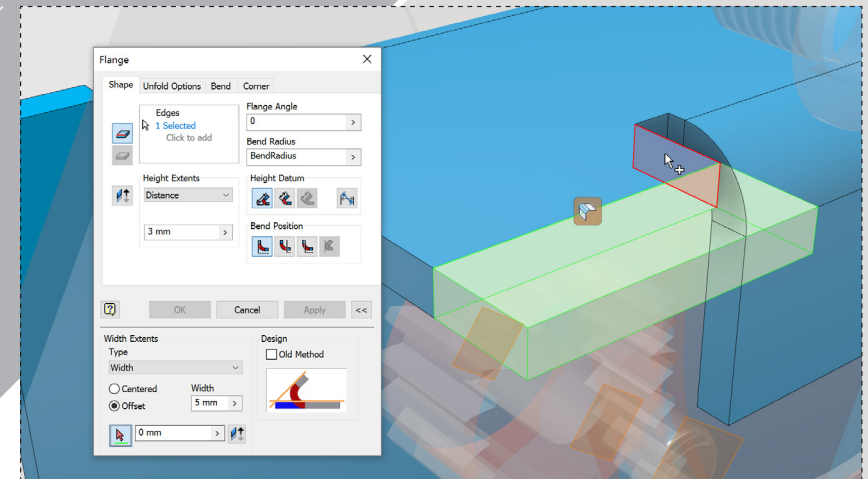 Flange
Shape Unfold Options Bend Corner
Edges
1 Selected
Click to add
Flange Angle
0 >
Bend Radius
BendRadius >
Height Extents
Distance
3 mm >
Height Datum
Bend Position
OK Cancel Apply <<
Width Extents
Type
Width
Centered
Offset
Width
5 mm >
0 mm >
Design
Old Method